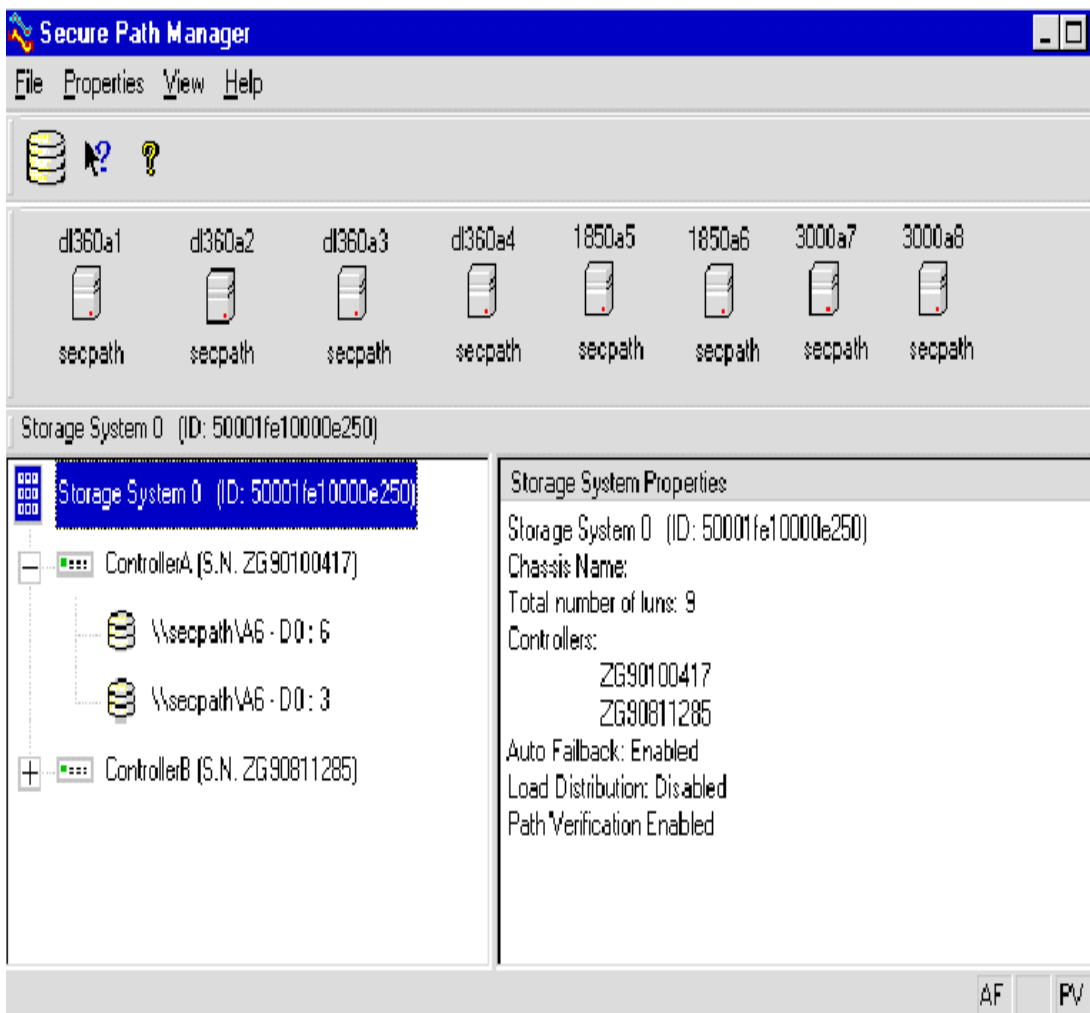 Secure Path Manager
File Properties View Help
dl360a1 dl360a2 dl360a3 dl360a4 1850a5 1850a6 3000a7 3000a8
secpath secpath secpath secpath secpath secpath secpath secpath
Storage System 0 (ID: 50001fe10000e250)
Storage System 0 (ID: 50001fe10000e250)
ControllerA (S.N. ZG90100417)
\\secpath\A6 - D0 : 6
\\secpath\A6 - D0 : 3
ControllerB (S.N. ZG90811285)
Storage System Properties
Storage System 0 (ID: 50001fe10000e250)
Chassis Name:
Total number of luns: 9
Controllers:
ZG90100417
ZG90811285
Auto Failback: Enabled
Load Distribution: Disabled
Path Verification Enabled
AF PV